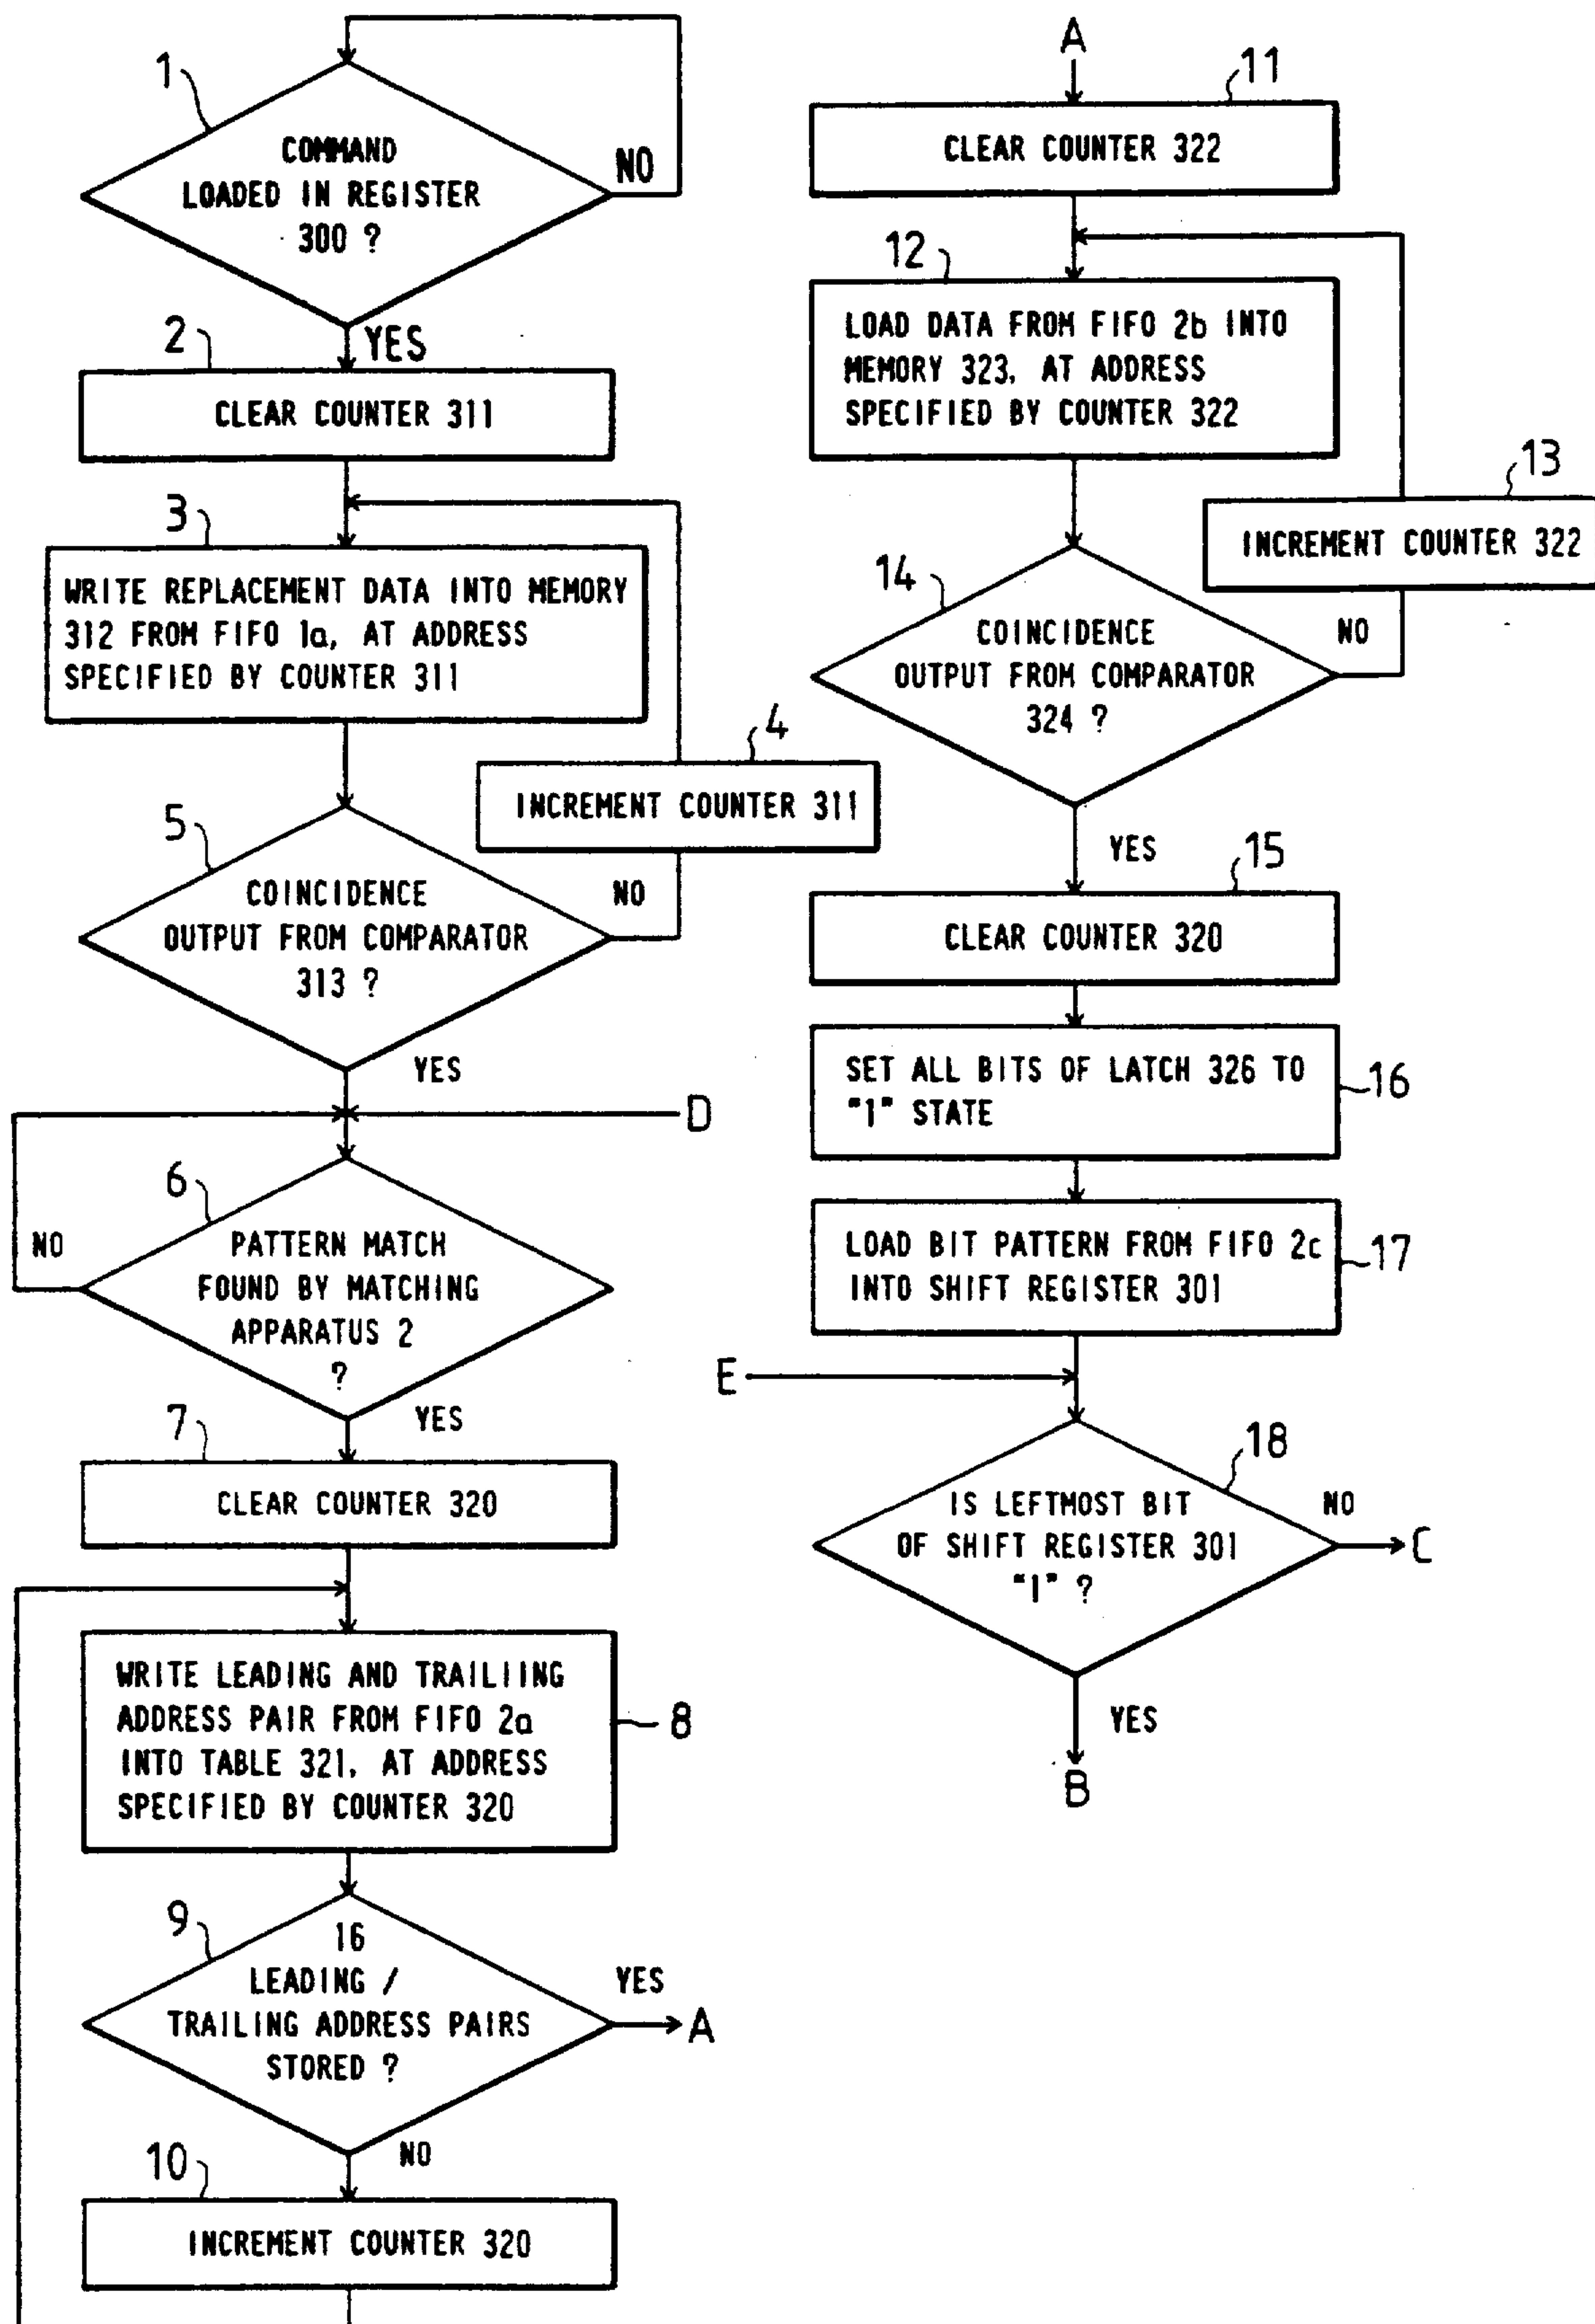 1
COMMAND
LOADED IN REGISTER
300 ?
NO
YES
2
CLEAR COUNTER 311
3
WRITE REPLACEMENT DATA INTO MEMORY
312 FROM FIFO 1a, AT ADDRESS
SPECIFIED BY COUNTER 311
4
INCREMENT COUNTER 311
5
COINCIDENCE
OUTPUT FROM COMPARATOR
313 ?
NO
YES
D
6
NO
PATTERN MATCH
FOUND BY MATCHING
APPARATUS 2
?
YES
7
CLEAR COUNTER 320
WRITE LEADING AND TRAILIING
ADDRESS PAIR FROM FIFO 2a
INTO TABLE 321, AT ADDRESS
SPECIFIED BY COUNTER 320
8
9
16
LEADING /
TRAILING ADDRESS PAIRS
STORED ?
YES
A
NO
10
INCREMENT COUNTER 320
A
11
CLEAR COUNTER 322
12
LOAD DATA FROM FIFO 2b INTO
MEMORY 323, AT ADDRESS
SPECIFIED BY COUNTER 322
13
INCREMENT COUNTER 322
14
COINCIDENCE
OUTPUT FROM COMPARATOR
324 ?
NO
YES
15
CLEAR COUNTER 320
SET ALL BITS OF LATCH 326 TO
"1" STATE
16
LOAD BIT PATTERN FROM FIFO 2c
INTO SHIFT REGISTER 301
17
E
18
IS LEFTMOST BIT
OF SHIFT REGISTER 301
"1" ?
NO
C
YES
B